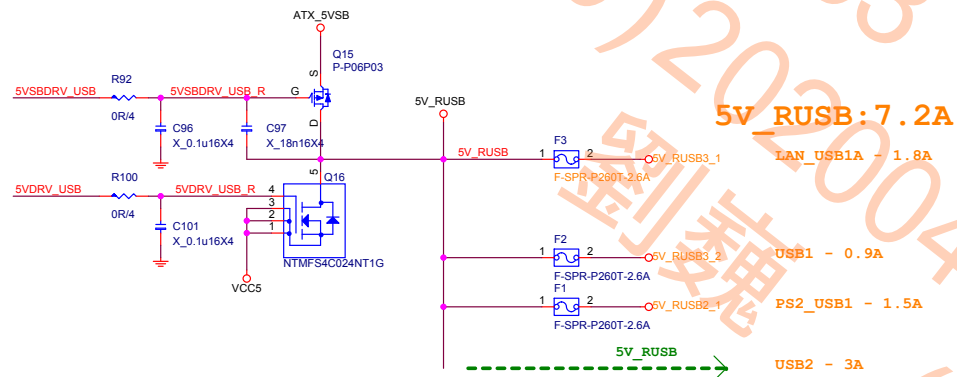 ATX_5VSB
Q15
P-P06P03
S
G
D
R92
5VSBDRV_USB
5VSBDRV_USB_R
0R/4
C96
X_0.1u16X4
C97
X_18n16X4
5V_RUSB
5V_RUSB
5V_RUSB:7.2A
F3
1
2
5V_RUSB3_1
F-SPR-P260T-2.6A
LAN_USB1A - 1.8A
R100
5VDRV_USB
5VDRV_USB_R
0R/4
C101
X_0.1u16X4
Q16
5
4
3
2
1
NTMFS4C024NT1G
VCC5
F2
1
2
5V_RUSB3_2
F-SPR-P260T-2.6A
USB1 - 0.9A
F1
1
2
5V_RUSB2_1
F-SPR-P260T-2.6A
PS2_USB1 - 1.5A
5V_RUSB
USB2 - 3A
)202004
劉巍